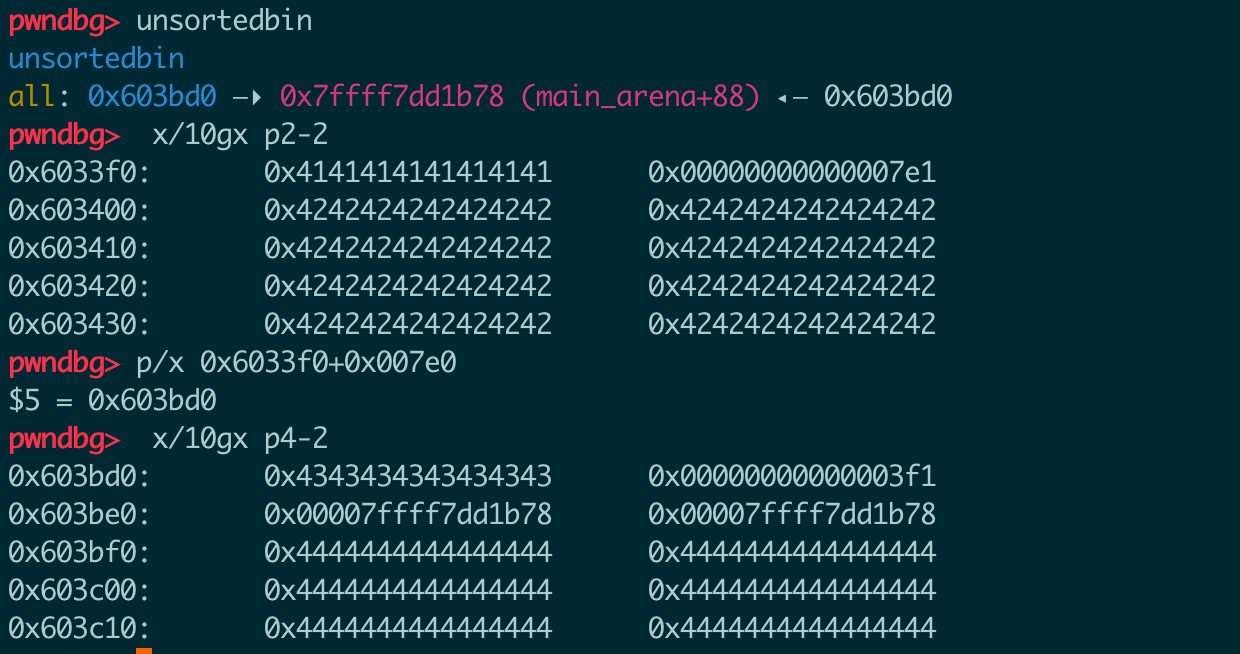 pwndbg> unsortedbin
unsortedbin
all: 0x603bd0 —▸ 0x7ffff7dd1b78 (main_arena+88) ◂— 0x603bd0
pwndbg>  x/10gx p2-2
0x6033f0:	0x4141414141414141	0x00000000000007e1
0x603400:	0x4242424242424242	0x4242424242424242
0x603410:	0x4242424242424242	0x4242424242424242
0x603420:	0x4242424242424242	0x4242424242424242
0x603430:	0x4242424242424242	0x4242424242424242
pwndbg> p/x 0x6033f0+0x007e0
$5 = 0x603bd0
pwndbg>  x/10gx p4-2
0x603bd0:	0x4343434343434343	0x00000000000003f1
0x603be0:	0x00007ffff7dd1b78	0x00007ffff7dd1b78
0x603bf0:	0x4444444444444444	0x4444444444444444
0x603c00:	0x4444444444444444	0x4444444444444444
0x603c10:	0x4444444444444444	0x4444444444444444